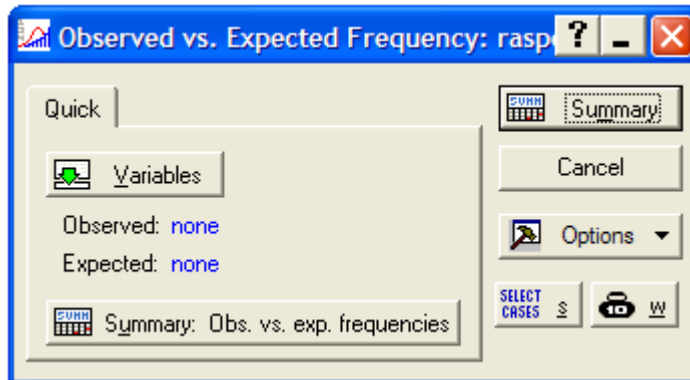 Observed vs. Expected Frequency: rasp
Quick
Variables
Observed: none
Expected: none
SUMM Summary: Obs. vs. exp. frequencies
SUMM Summary
Cancel
Options
SELECT CASES S
W